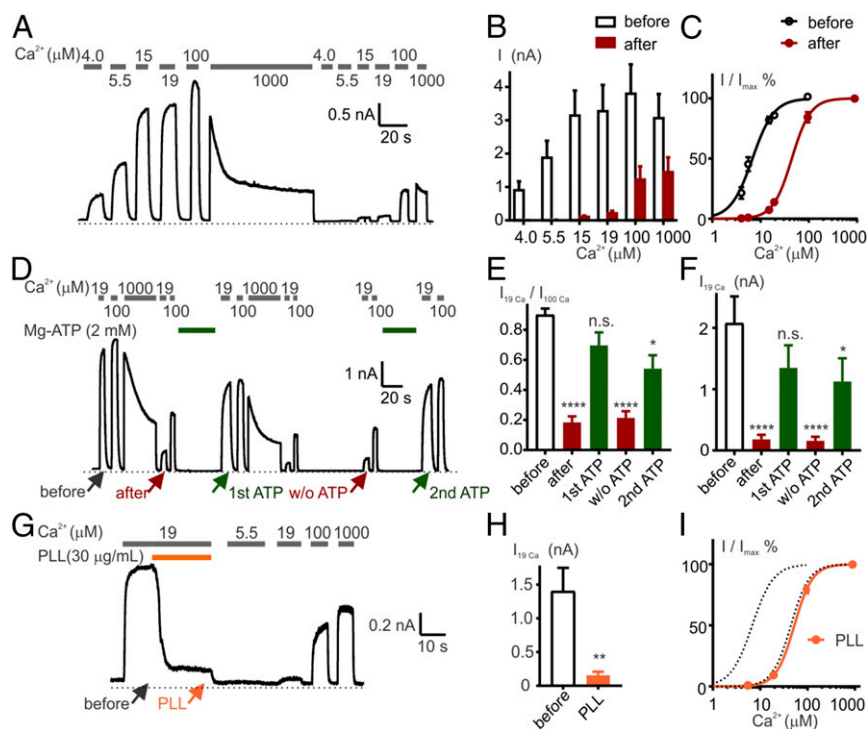 A
Ca²⁺(µM)
4.0 15 100 4.0 15 100
5.5 19 1000 5.5 19 1000
0.5 nA
20 s
B
before
after
I (nA)
4
3
2
1
0
4.0 5.5 15 19 100 1000
Ca²⁺(µM)
C
before
after
I / Imax %
100
50
0
1 10 100 1000
Ca²⁺(µM)
D
Ca²⁺(µM)
19 1000 19 19 1000 19 19 19
100 100 100 100 100 100
Mg-ATP (2 mM)
1 nA
20 s
before after 1st ATP w/o ATP 2nd ATP
E
I19 Ca / I100 Ca
n.s.
*
**** ****
0.8
0.6
0.4
0.2
0.0
before after 1st ATP w/o ATP 2nd ATP
F
I19 Ca (nA)
n.s.
*
**** ****
2
1
0
before after 1st ATP w/o ATP 2nd ATP
G
Ca²⁺ (µM)
19 5.5 19 100 1000
PLL(30 µg/mL)
0.2 nA
10 s
before PLL
H
I19 Ca (nA)
**
1.5
1.0
0.5
0
before PLL
I
I / Imax %
100
50
0
PLL
1 10 100 1000
Ca²⁺(µM)